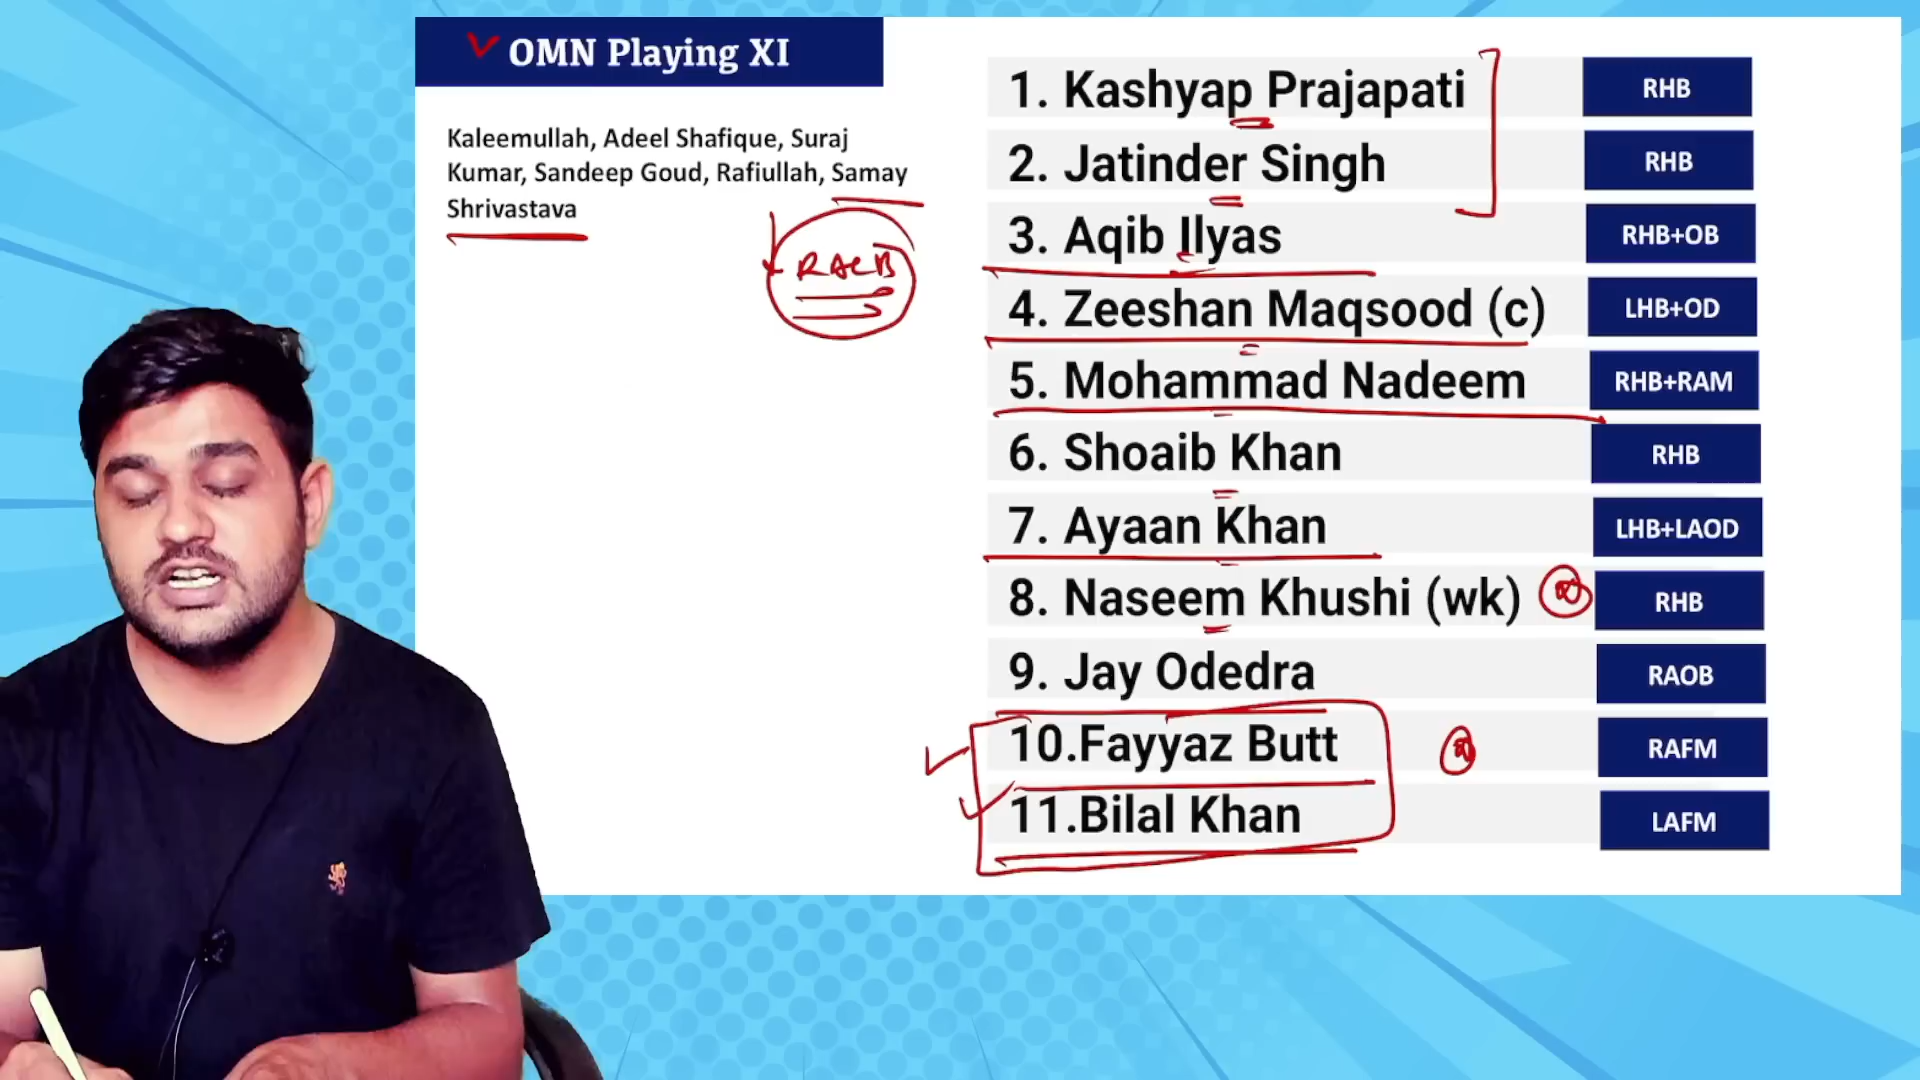 OMN Playing XI
Kaleemullah, Adeel Shafique, Suraj
Kumar, Sandeep Goud, Rafiullah, Samay
Shrivastava
1. Kashyap Prajapati
RHB
2. Jatinder Singh
RHB
3. Aqib Ilyas
RHB+OB
4. Zeeshan Maqsood (c)
LHB+OD
5. Mohammad Nadeem
RHB+RAM
6. Shoaib Khan
RHB
7. Ayaan Khan
LHB+LAOD
8. Naseem Khushi (wk)
RHB
9. Jay Odedra
RAOB
10.Fayyaz Butt
RAFM
11.Bilal Khan
LAFM